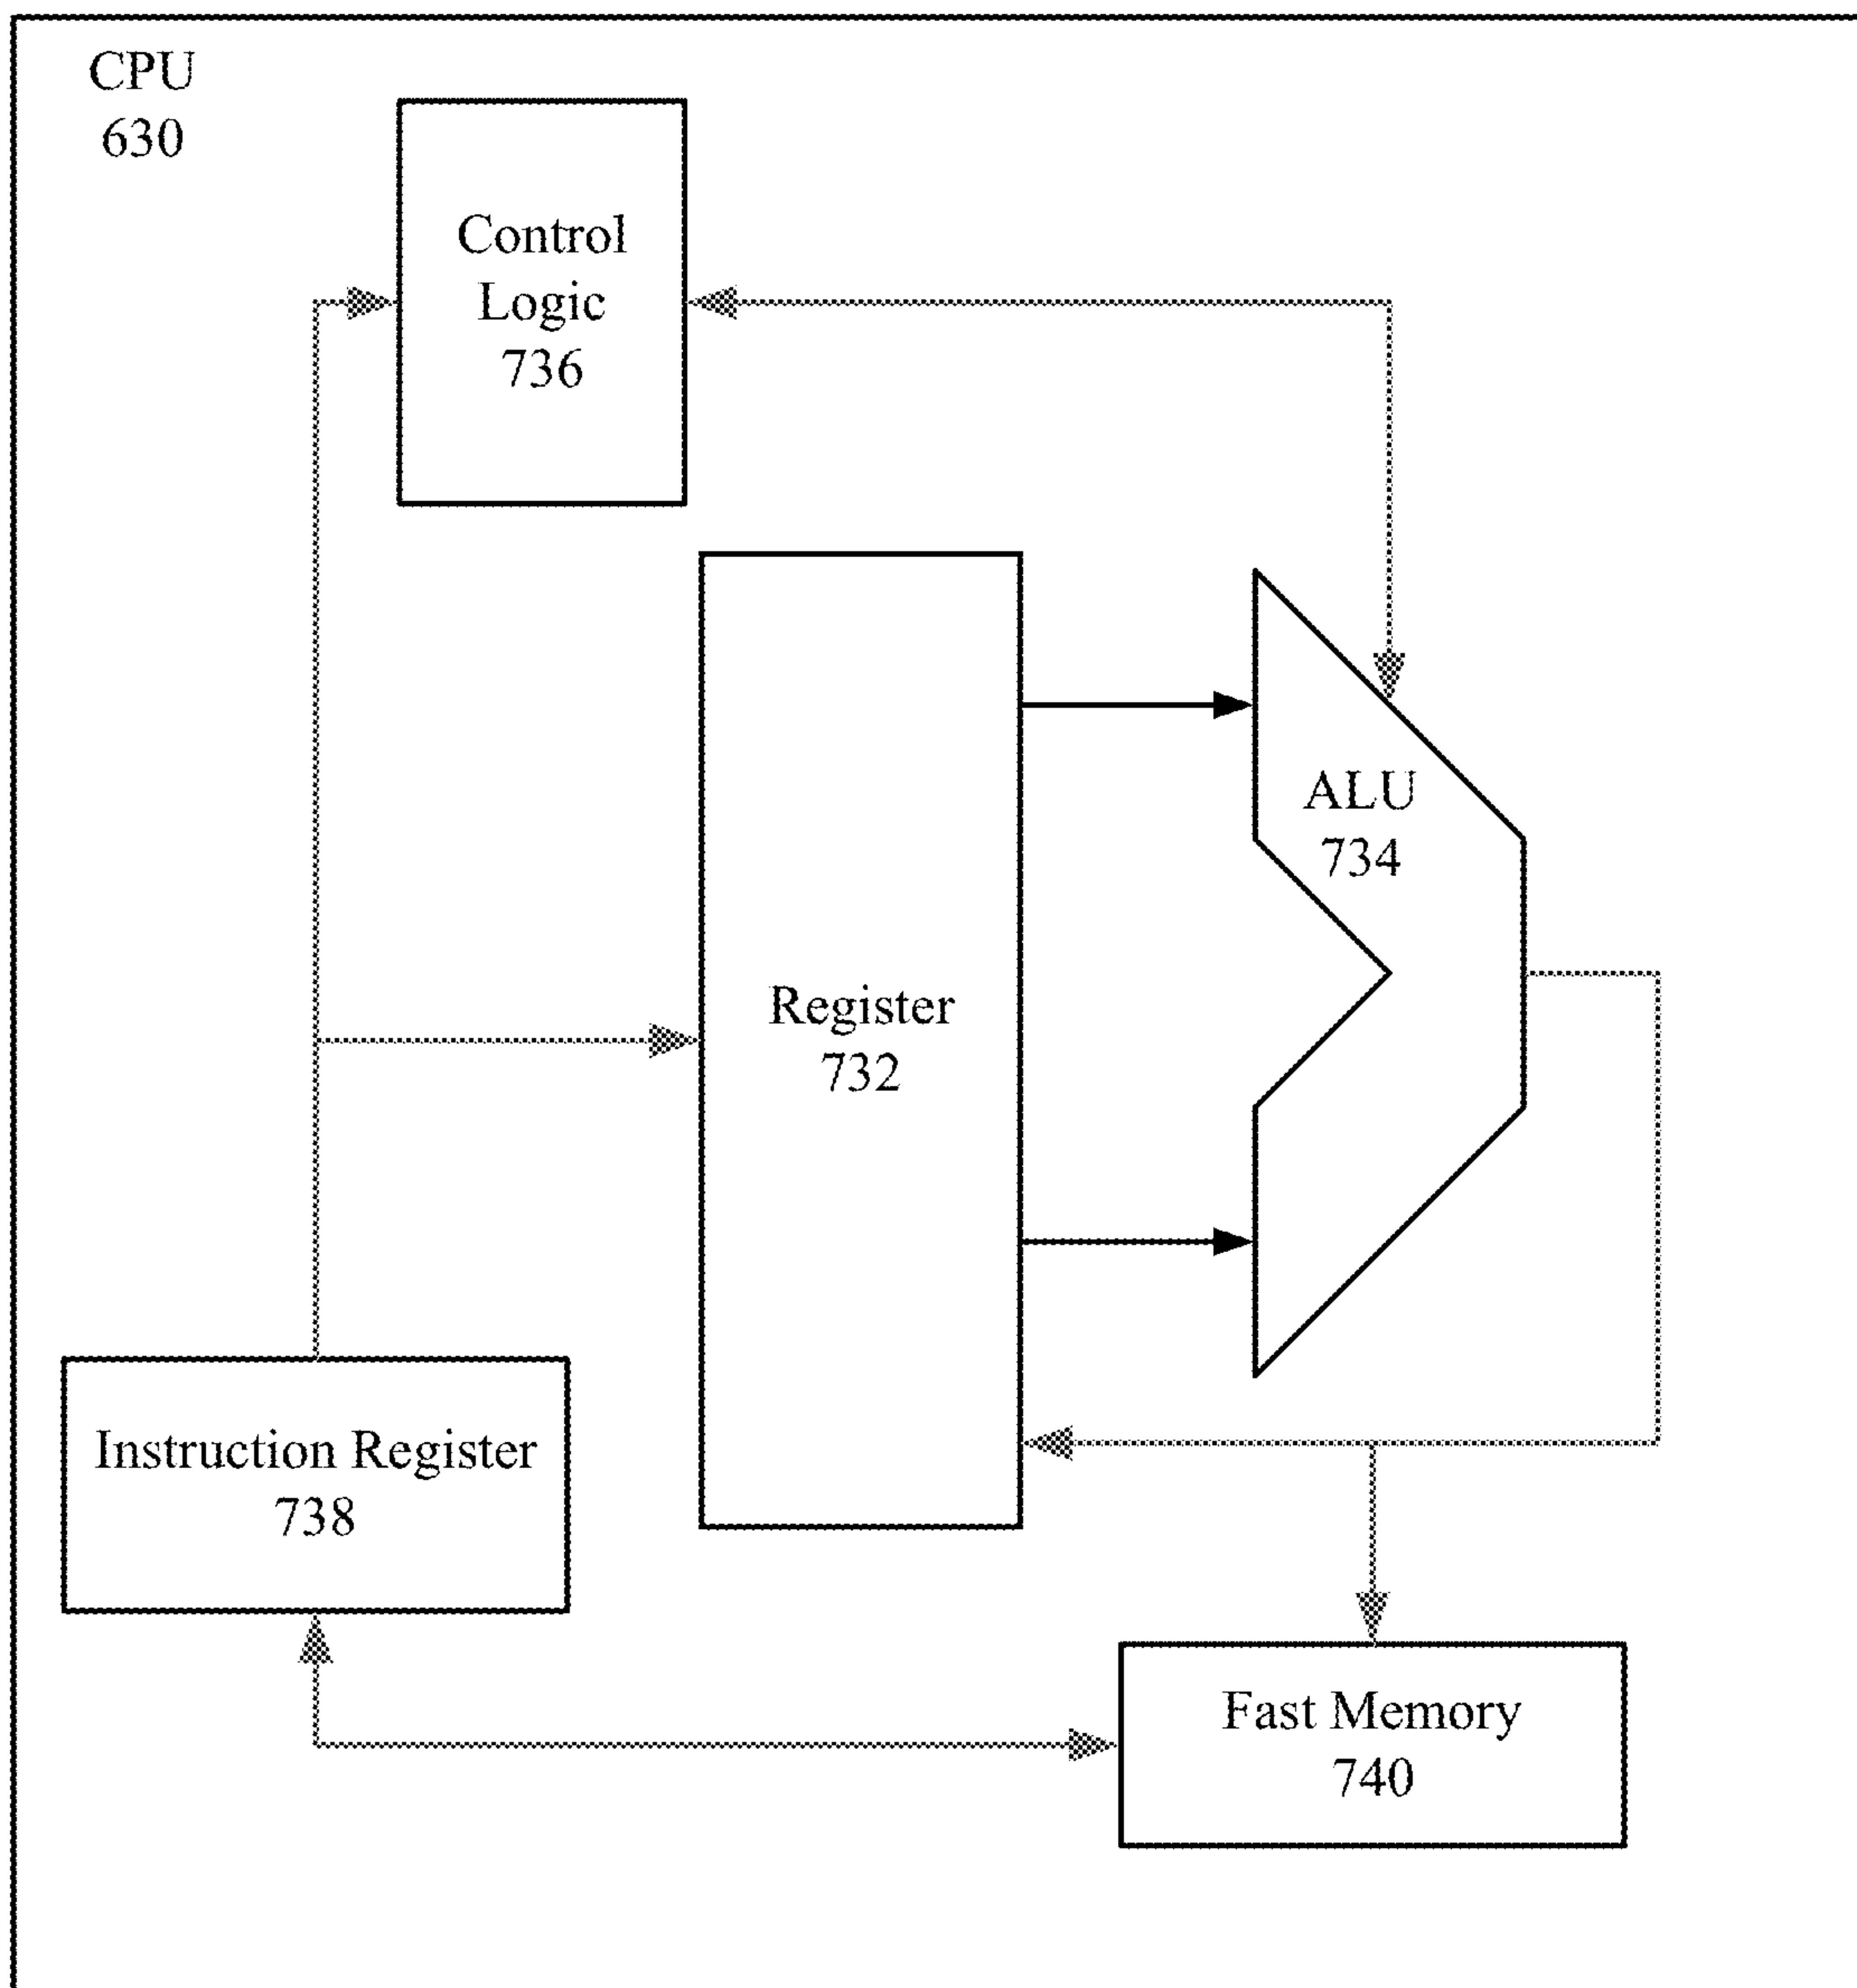 CPU
630
Control
Logic
736
ALU
734
Register
732
Instruction Register
738
Fast Memory
740